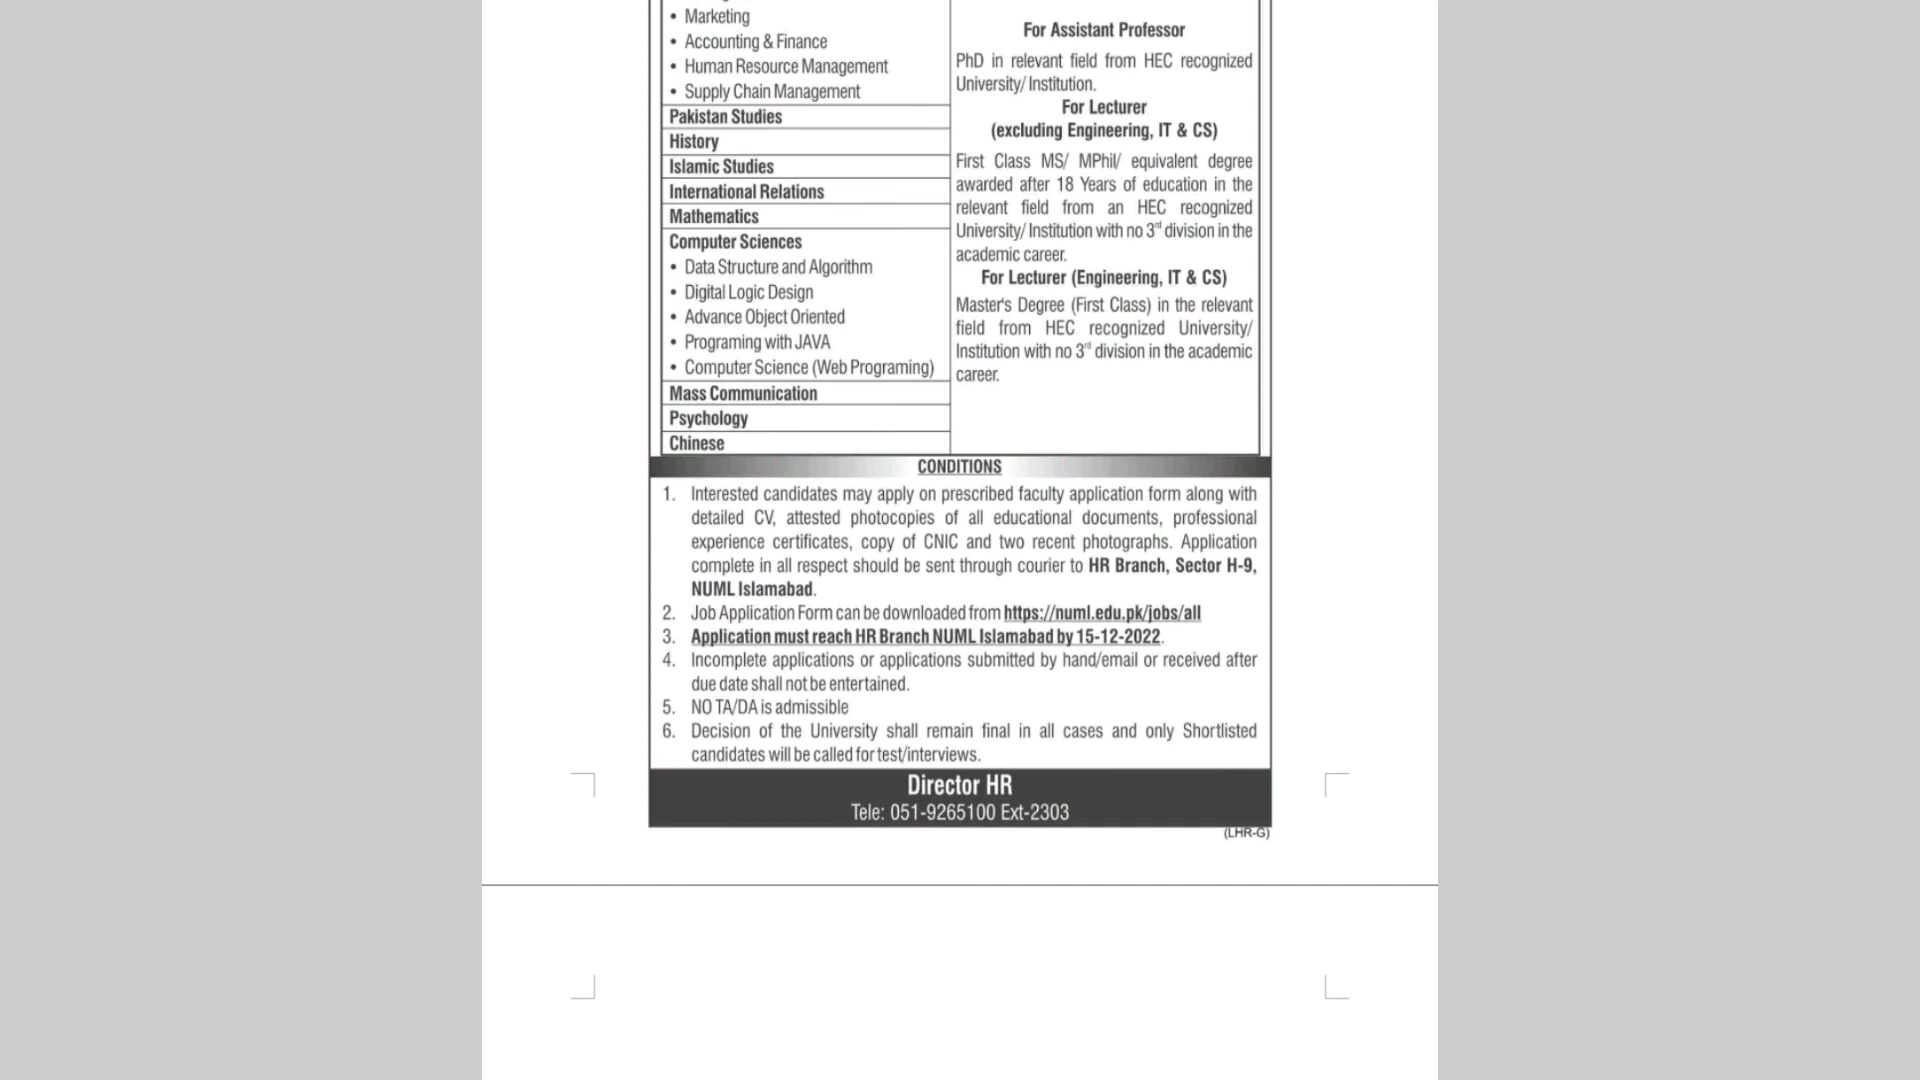 • Marketing
• Accounting & Finance
• Human Resource Management
• Supply Chain Management
Pakistan Studies
History
Islamic Studies
International Relations
Mathematics
Computer Sciences
• Data Structure and Algorithm
• Digital Logic Design
• Advance Object Oriented
• Programing with JAVA
• Computer Science (Web Programing)
Mass Communication
Psychology
Chinese
For Assistant Professor
PhD in relevant field from HEC recognized
University/ Institution.
For Lecturer
(excluding Engineering, IT & CS)
First Class MS/ MPhil/ equivalent degree
awarded after 18 Years of education in the
relevant field from an HEC recognized
University/ Institution with no 3rd division in the
academic career.
For Lecturer (Engineering, IT & CS)
Master's Degree (First Class) in the relevant
field from HEC recognized University/
Institution with no 3rd division in the academic
career.
CONDITIONS
1. Interested candidates may apply on prescribed faculty application form along with
detailed CV, attested photocopies of all educational documents, professional
experience certificates, copy of CNIC and two recent photographs. Application
complete in all respect should be sent through courier to HR Branch, Sector H-9,
NUML Islamabad.
2. Job Application Form can be downloaded from https://numl.edu.pk/jobs/all
3. Application must reach HR Branch NUML Islamabad by 15-12-2022.
4. Incomplete applications or applications submitted by hand/email or received after
due date shall not be entertained.
5. NO TA/DA is admissible
6. Decision of the University shall remain final in all cases and only Shortlisted
candidates will be called for test/interviews.
Director HR
Tele: 051-9265100 Ext-2303
(LHR-G)